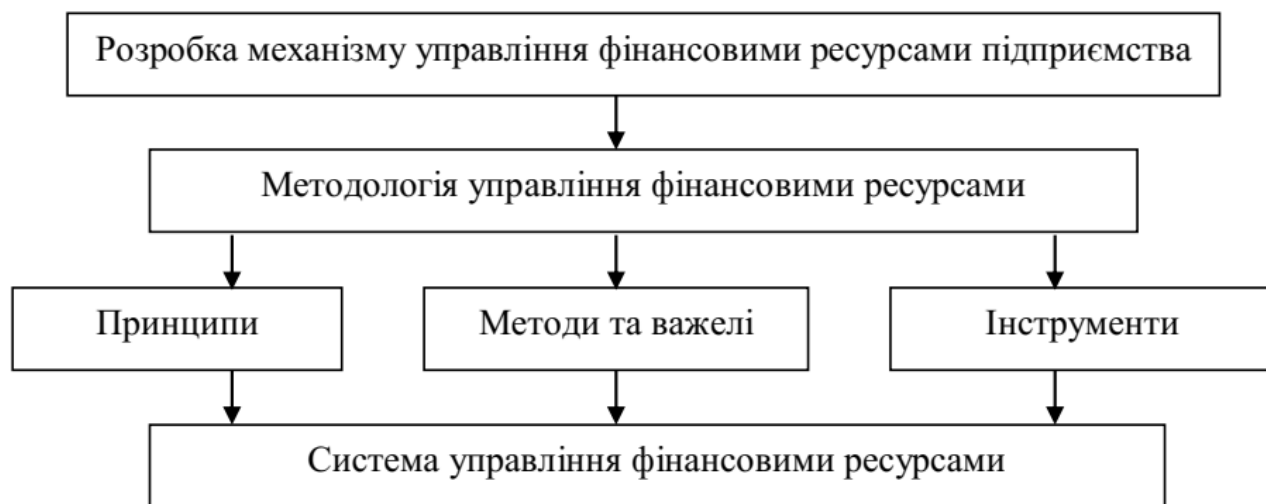 Розробка механізму управління фінансовими ресурсами підприємства
Методологія управління фінансовими ресурсами
Принципи
Методи та важелі
Інструменти
Система управління фінансовими ресурсами